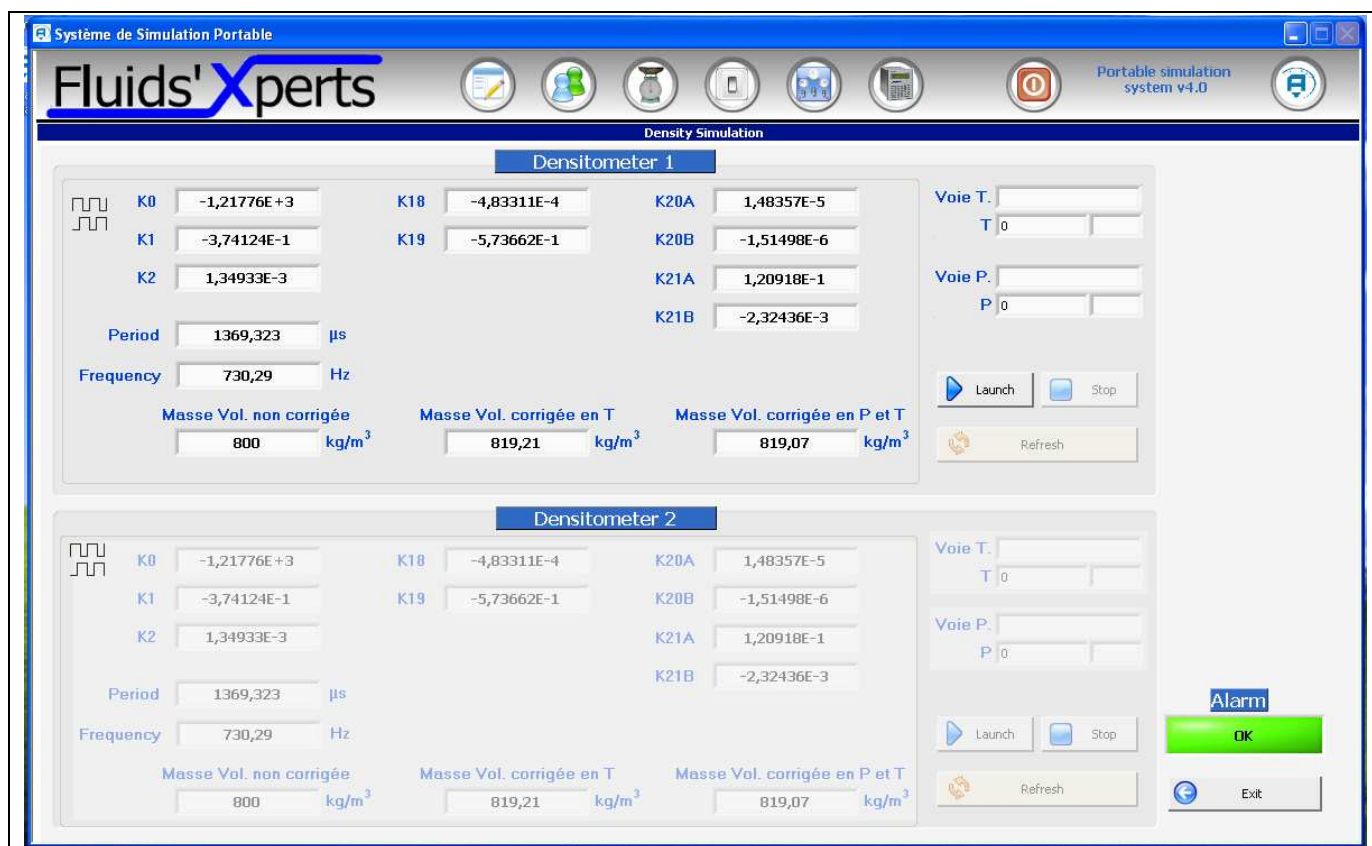 Système de Simulation Portable
Fluids'Xperts
Portable simulation
system v4.0
Density Simulation
Densitometer 1
K0 -1,21776E+3 K18 -4,83311E-4 K20A 1,48357E-5 Voie T.
T 0
K1 -3,74124E-1 K19 -5,73662E-1 K20B -1,51498E-6
K2 1,34933E-3 K21A 1,20918E-1 Voie P.
P 0
K21B -2,32436E-3
Period 1369,323 µs
Frequency 730,29 Hz
Launch Stop
Masse Vol. non corrigée Masse Vol. corrigée en T Masse Vol. corrigée en P et T
800 kg/m³ 819,21 kg/m³ 819,07 kg/m³
Refresh
Densitometer 2
K0 -1,21776E+3 K18 -4,83311E-4 K20A 1,48357E-5 Voie T.
T 0
K1 -3,74124E-1 K19 -5,73662E-1 K20B -1,51498E-6
K2 1,34933E-3 K21A 1,20918E-1 Voie P.
P 0
K21B -2,32436E-3
Period 1369,323 µs
Alarm
Frequency 730,29 Hz Launch Stop OK
Masse Vol. non corrigée Masse Vol. corrigée en T Masse Vol. corrigée en P et T
800 kg/m³ 819,21 kg/m³ 819,07 kg/m³
Refresh Exit